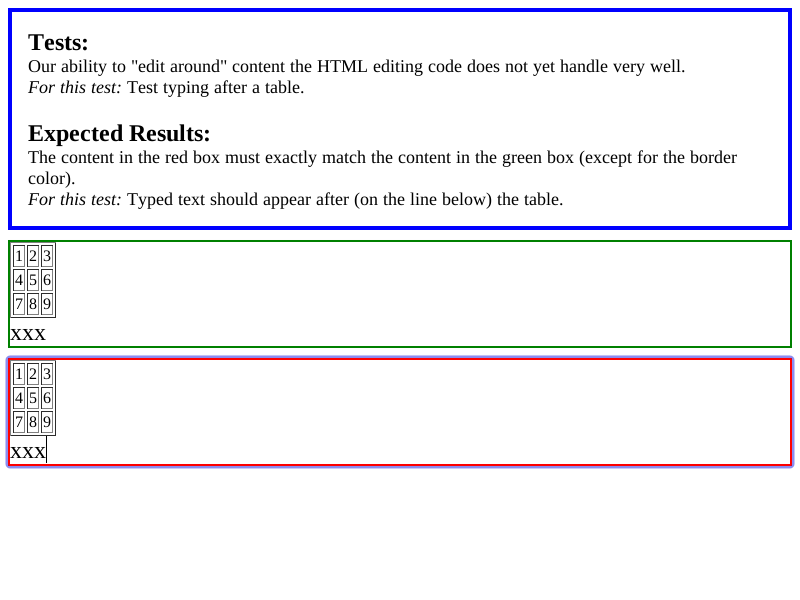 Tests:
Our ability to "edit around" content the HTML editing code does not yet handle very well.
For this test: Test typing after a table.
Expected Results:
The content in the red box must exactly match the content in the green box (except for the border
color).
For this test: Typed text should appear after (on the line below) the table.
1 2 3
4 5 6
7 8 9
xxx
1 2 3
4 5 6
7 8 9
xxx